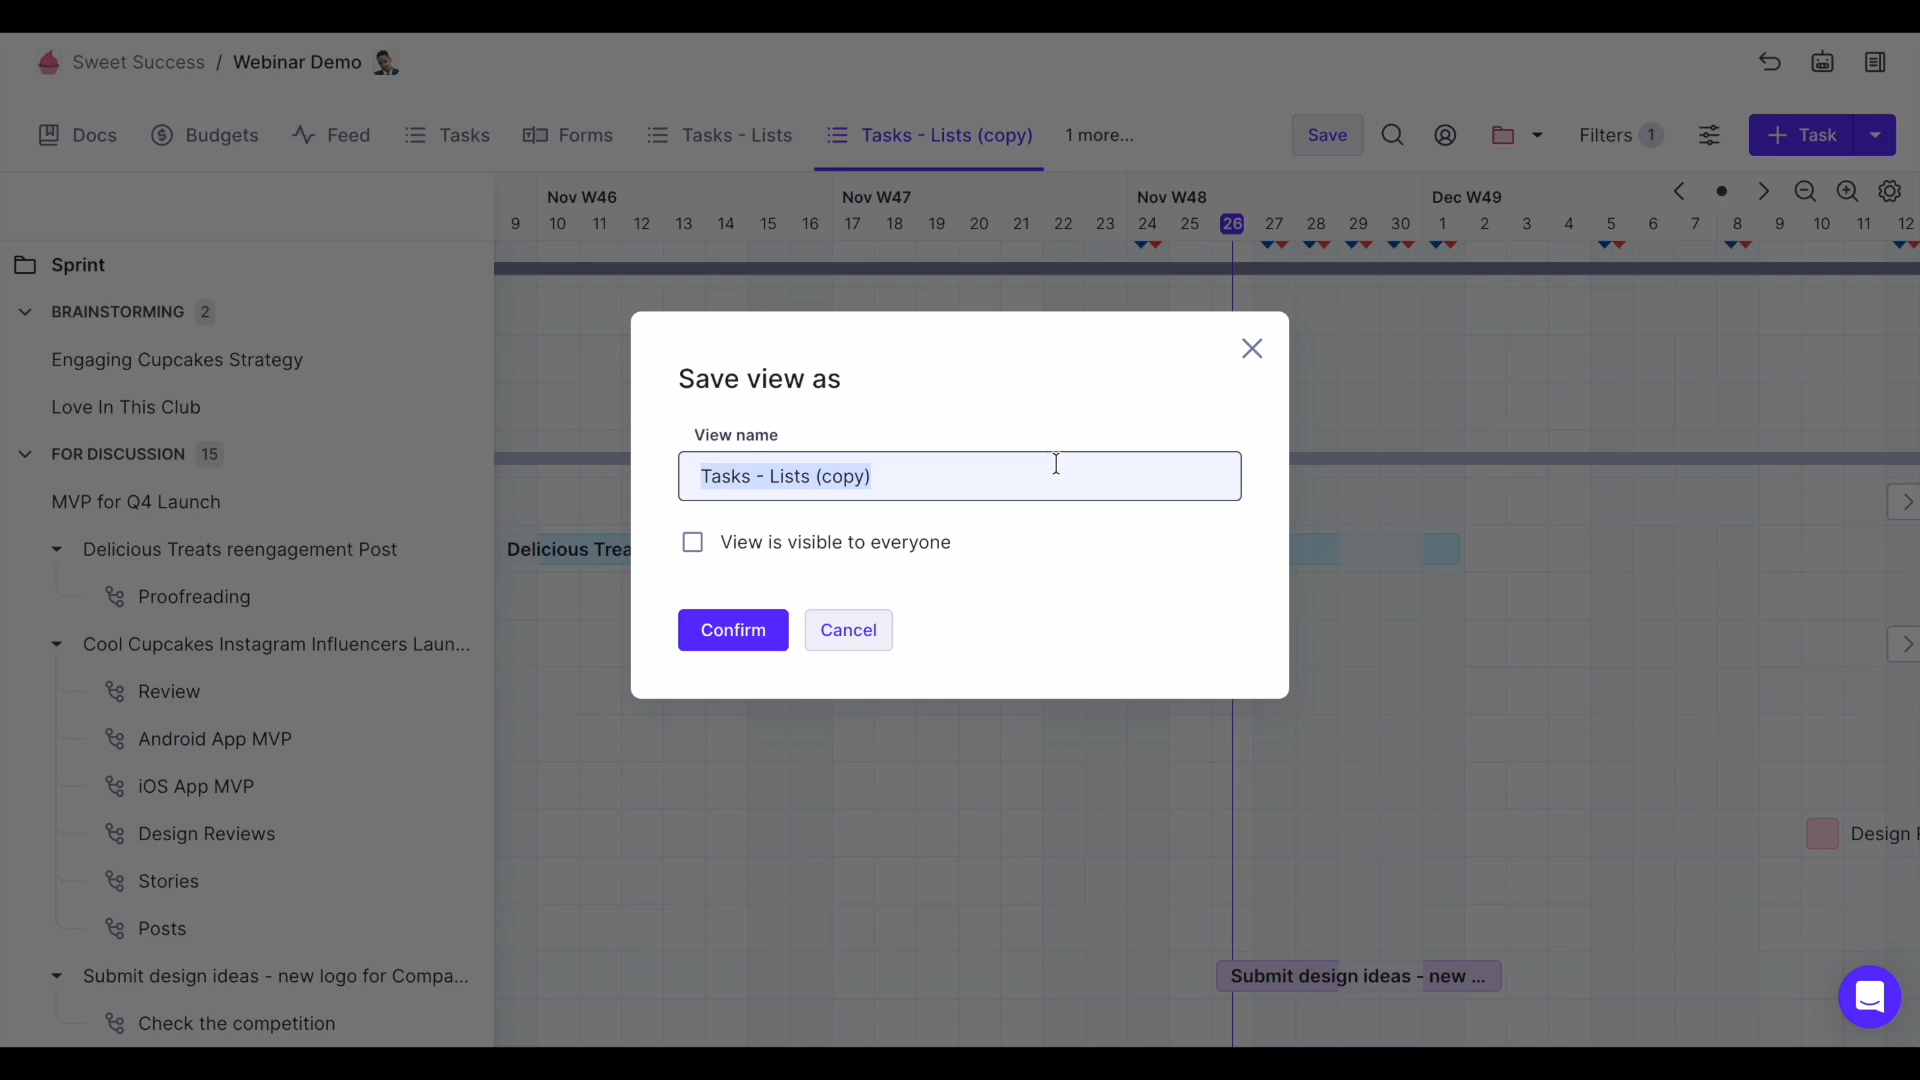 Sweet Success / Webinar Demo
Docs Budgets Feed Tasks Forms Tasks - Lists Tasks - Lists (copy) 1 more... Save Filters 1 + Task
Nov W46 Nov W47 Nov W48 Dec W49
9 10 11 12 13 14 15 16 17 18 19 20 21 22 23 24 25 26 27 28 29 30 1 2 3 4 5 6 7 8 9 10 11 12
Sprint
BRAINSTORMING 2
Engaging Cupcakes Strategy
Love In This Club
FOR DISCUSSION 15
MVP for Q4 Launch
Delicious Treats reengagement Post
Delicious Trea
Proofreading
Cool Cupcakes Instagram Influencers Laun...
Review
Android App MVP
iOS App MVP
Design Reviews
Design
Stories
Posts
Submit design ideas - new logo for Compa...
Submit design ideas - new ...
Check the competition
Save view as
View name
Tasks - Lists (copy)
View is visible to everyone
Confirm Cancel